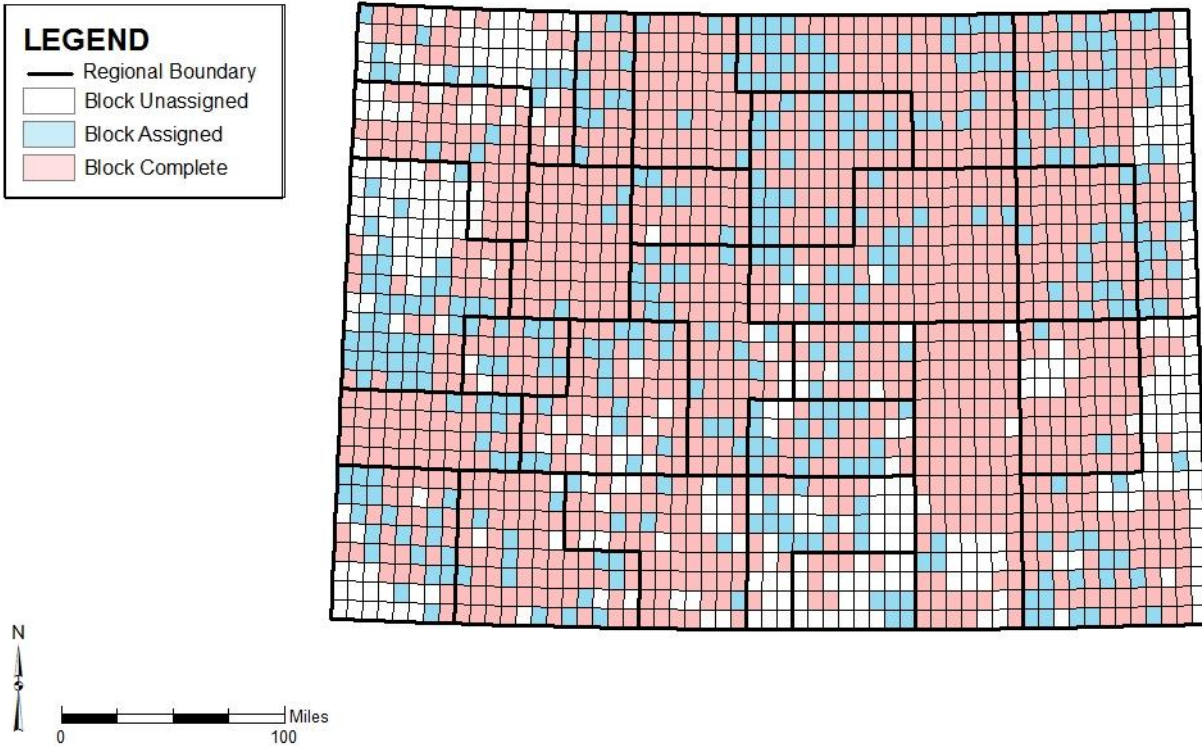 LEGEND
Regional Boundary
Block Unassigned
Block Assigned
Block Complete
N
Miles
0 100